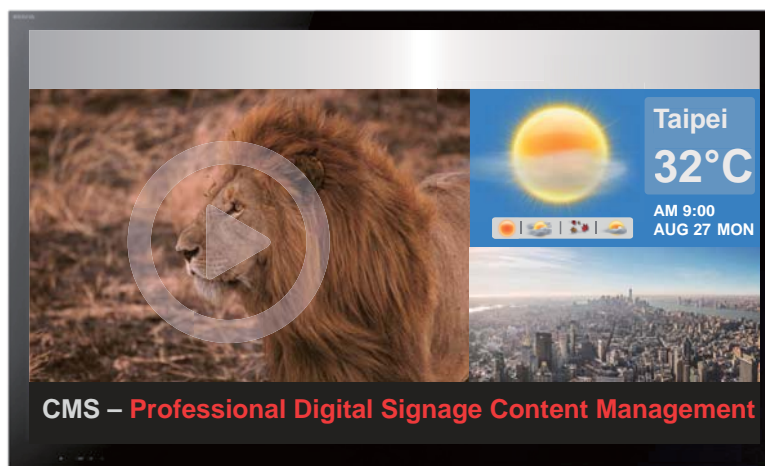 Taipei
32°C
AM 9:00
AUG 27 MON
CMS – Professional Digital Signage Content Management